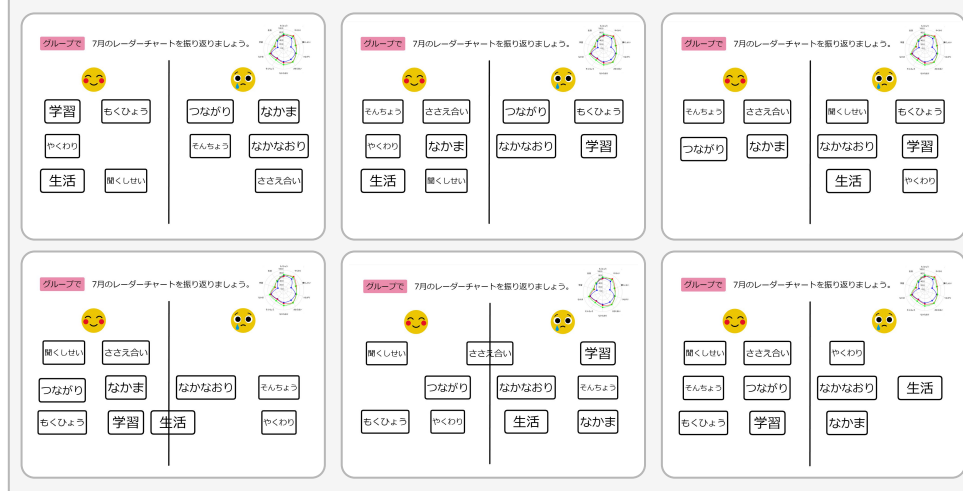 グループで 7月のレーダーチャートを振り返りましょう。
学習 もくひょう つながり なかま
やくわり そんちょう なかなおり
生活 聞くしせい ささえ合い
グループで 7月のレーダーチャートを振り返りましょう。
そんちょう ささえ合い つながり もくひょう
やくわり なかま なかなおり 学習
生活 聞くしせい
グループで 7月のレーダーチャートを振り返りましょう。
そんちょう ささえ合い 聞くしせい もくひょう
つながり なかま なかなおり 学習
生活 やくわり
グループで 7月のレーダーチャートを振り返りましょう。
聞くしせい ささえ合い
つながり なかま なかなおり そんちょう
もくひょう 学習 生活 やくわり
グループで 7月のレーダーチャートを振り返りましょう。
聞くしせい ささえ合い 学習
つながり なかなおり そんちょう
もくひょう やくわり 生活 なかま
グループで 7月のレーダーチャートを振り返りましょう。
聞くしせい ささえ合い やくわり
そんちょう つながり なかなおり 生活
もくひょう 学習 なかま